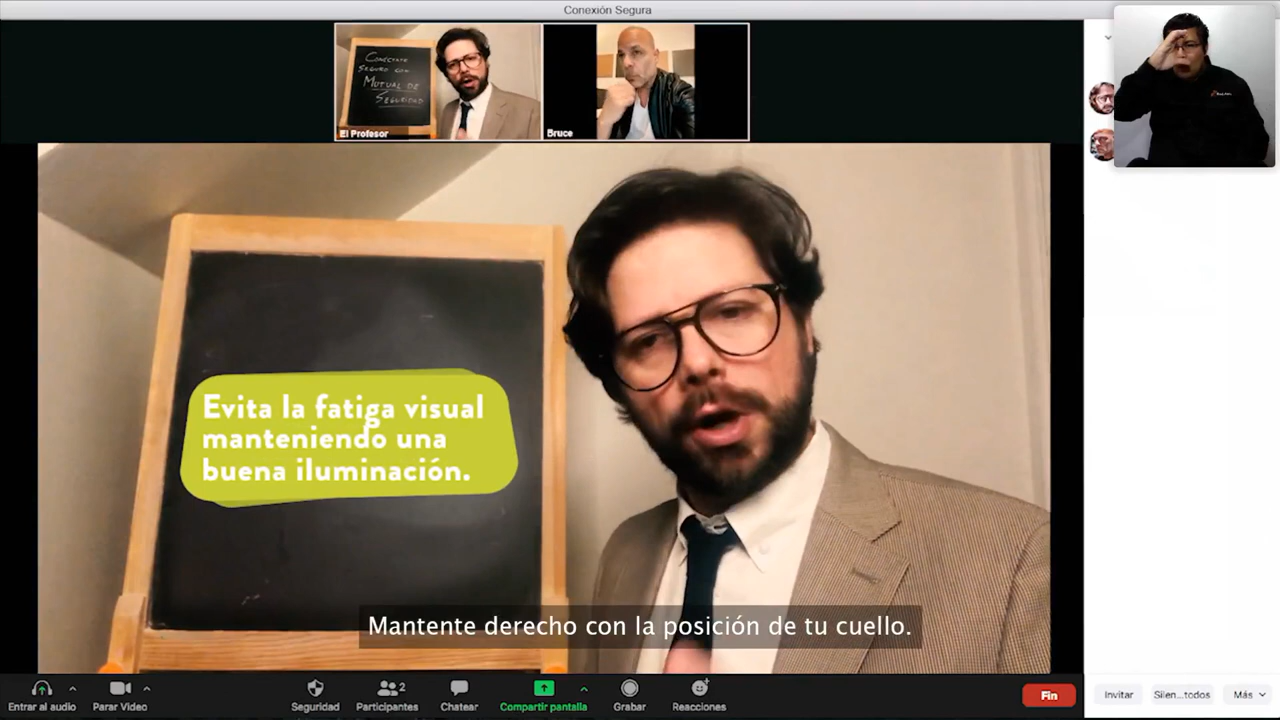 Conexión Segura
CONÉCTATE
SEGURO CON
MUTUAL DE
SEGURIDAD
El Profesor
Bruce
Evita la fatiga visual
manteniendo una
buena iluminación.
Mantente derecho con la posición de tu cuello.
2
Entrar al audio
Parar Video
Seguridad
Participantes
Chatear
Compartir pantalla
Grabar
Reacciones
Fin
Invitar
Silen...todos
Más